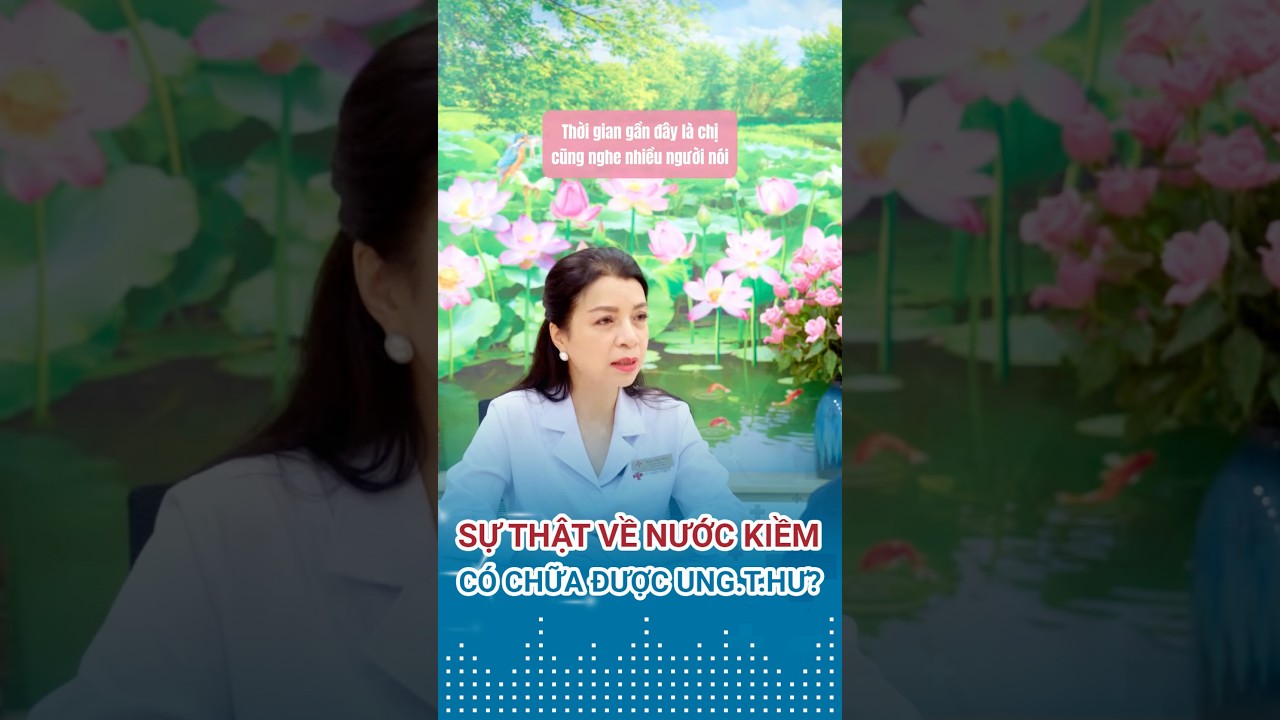 Thời gian gần đây là chị
cũng nghe nhiều người nói
SỰ THẬT VỀ NƯỚC KIỀM
CÓ CHỮA ĐƯỢC UNG.T.HƯ?